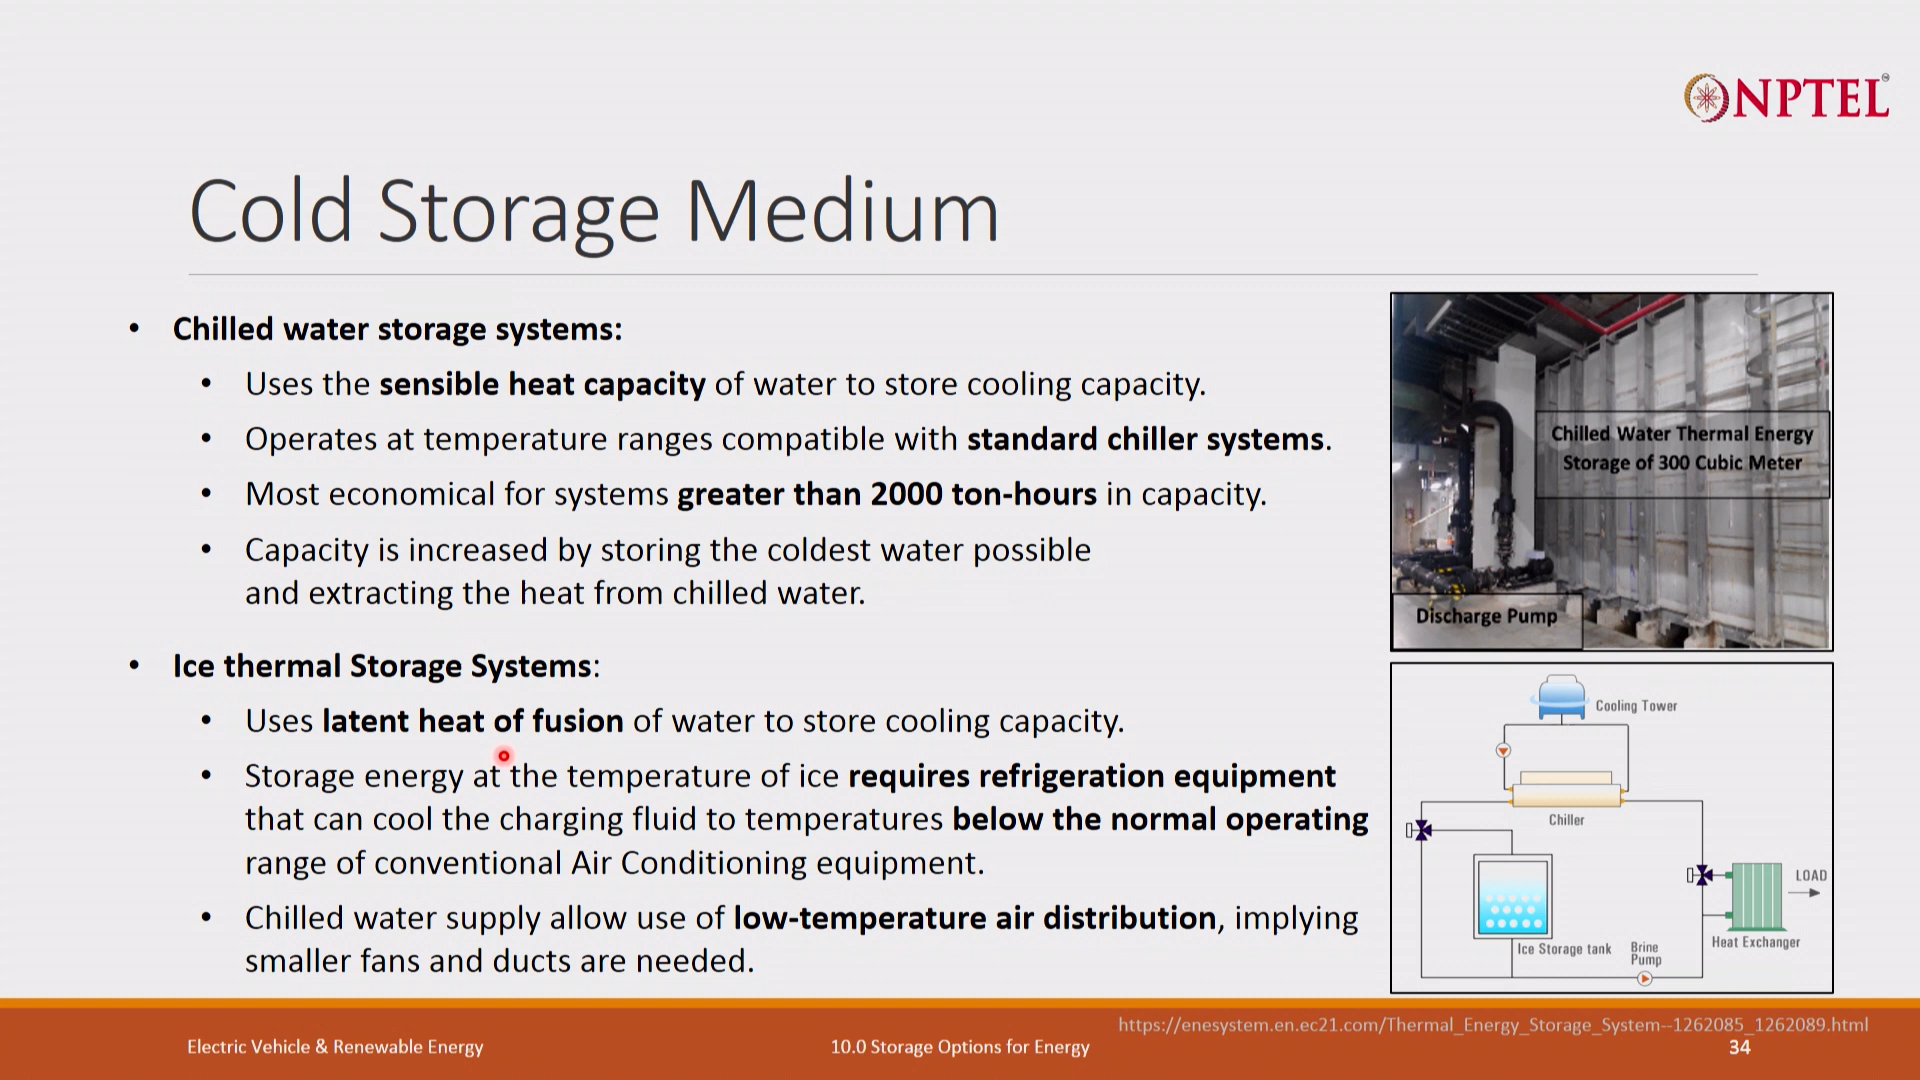 NPTEL
Cold Storage Medium
• Chilled water storage systems:
• Uses the sensible heat capacity of water to store cooling capacity.
• Operates at temperature ranges compatible with standard chiller systems.
• Most economical for systems greater than 2000 ton-hours in capacity.
• Capacity is increased by storing the coldest water possible
and extracting the heat from chilled water.
• Ice thermal Storage Systems:
• Uses latent heat of fusion of water to store cooling capacity.
• Storage energy at the temperature of ice requires refrigeration equipment
that can cool the charging fluid to temperatures below the normal operating
range of conventional Air Conditioning equipment.
• Chilled water supply allow use of low-temperature air distribution, implying
smaller fans and ducts are needed.
Chilled Water Thermal Energy
Storage of 300 Cubic Meter
Discharge Pump
Cooling Tower
Chiller
LOAD
Heat Exchanger
Ice Storage tank
Brine
Pump
https://enesystem.en.ec21.com/Thermal_Energy_Storage_System--1262085_1262089.html
Electric Vehicle & Renewable Energy
10.0 Storage Options for Energy
34